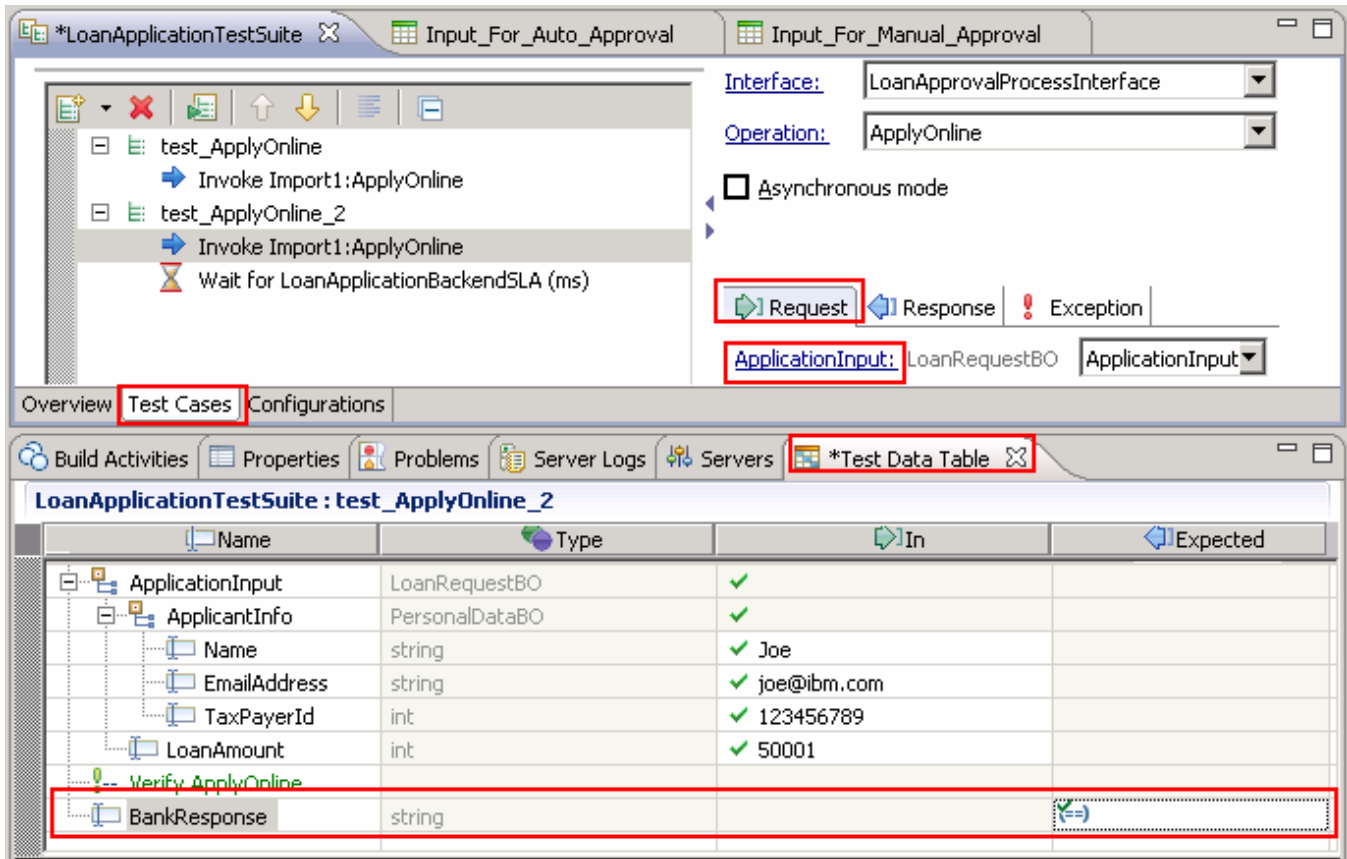 *LoanApplicationTestSuite Input_For_Auto_Approval Input_For_Manual_Approval
Interface: LoanApprovalProcessInterface
Operation: ApplyOnline
Asynchronous mode
test_ApplyOnline
Invoke Import1:ApplyOnline
test_ApplyOnline_2
Invoke Import1:ApplyOnline
Wait for LoanApplicationBackendSLA (ms)
Request Response Exception
ApplicationInput: LoanRequestBO ApplicationInput
Overview Test Cases Configurations
Build Activities Properties Problems Server Logs Servers *Test Data Table
LoanApplicationTestSuite : test_ApplyOnline_2
Name Type In Expected
ApplicationInput LoanRequestBO
ApplicantInfo PersonalDataBO
Name string Joe
EmailAddress string joe@ibm.com
TaxPayerId int 123456789
LoanAmount int 50001
Verify ApplyOnline
BankResponse string (==)